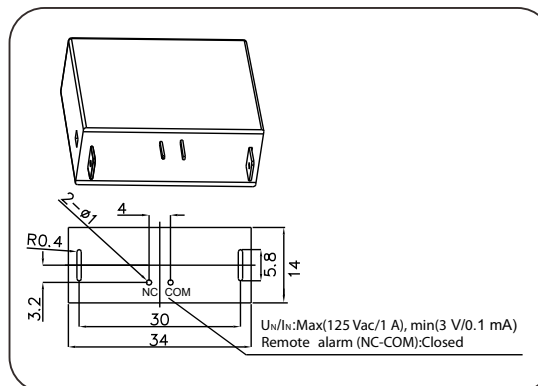 2-ø1
4
R0.4
5.8
14
3.2
NC COM
30
34
Uₙ/Iₙ:Max(125 Vac/1 A), min(3 V/0.1 mA)
Remote alarm (NC-COM):Closed